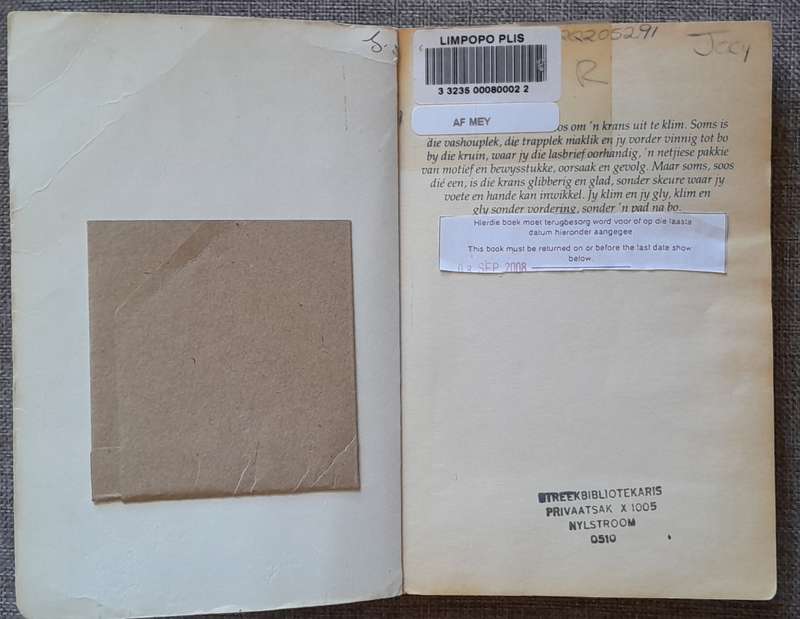 LIMPOPO PLIS
3 3235 00080002 2
AF MEY
R
om 'n krans uit te klim. Soms is
die vashouplek, die trapplek maklik en jy vorder vinnig tot bo
by die kruin, waar jy die lasbrief oorhandig, 'n netjiese pakkie
van motief en bewysstukke, oorsaak en gevolg. Maar soms, soos
dié een, is die krans glibberig en glad, sonder skeure waar jy
voete en hande kan inwikkel. Jy klim en jy gly, klim en
gly sonder vordering, sonder 'n pad na bo.
Hierdie boek moet terugbesorg word voor of op die laaste
datum hieronder aangegee
This book must be returned on or before the last date show
below.
SEP 2008
STREEKBIBLIOTEKARIS
PRIVAATSAK X 1005
NYLSTROOM
0510